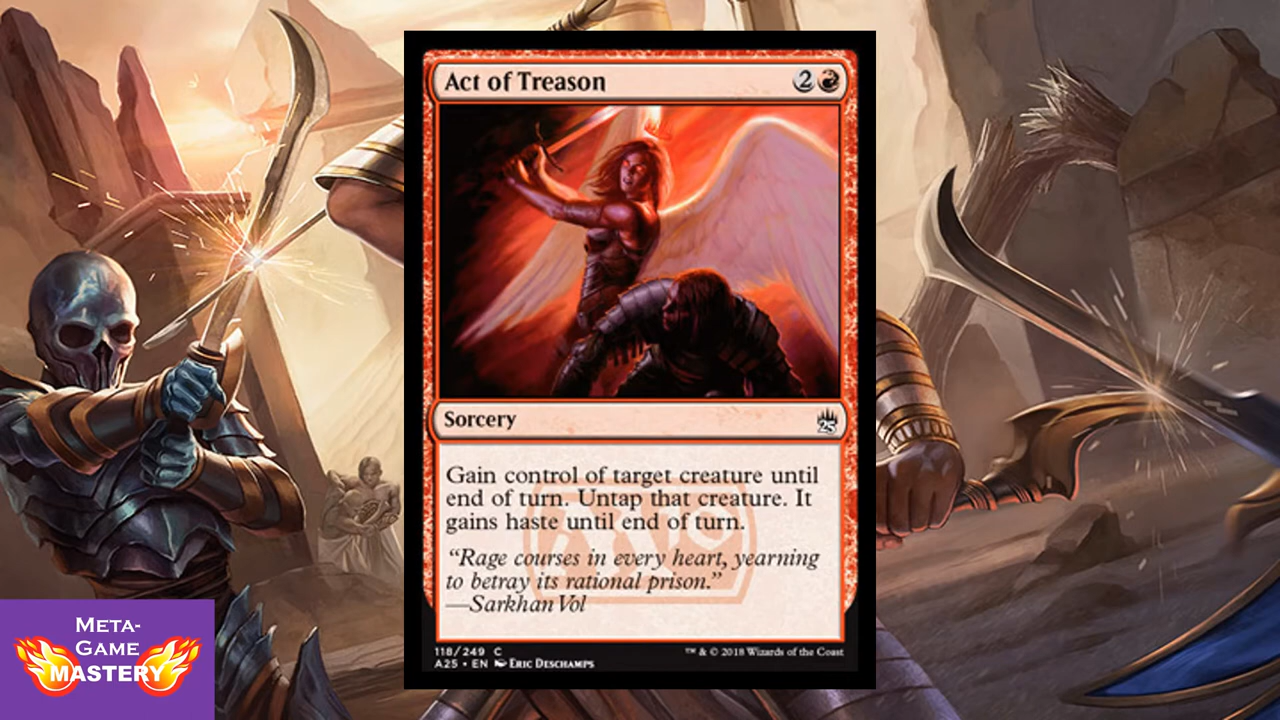 Act of Treason 2
Sorcery
Gain control of target creature until
end of turn. Untap that creature. It
gains haste until end of turn.
“Rage courses in every heart, yearning
to betray its rational prison.”
—Sarkhan Vol
118/249 C
™ & © 2018 Wizards of the Coast
A25 • EN Eric Deschamps
Meta-
Game
MASTERY